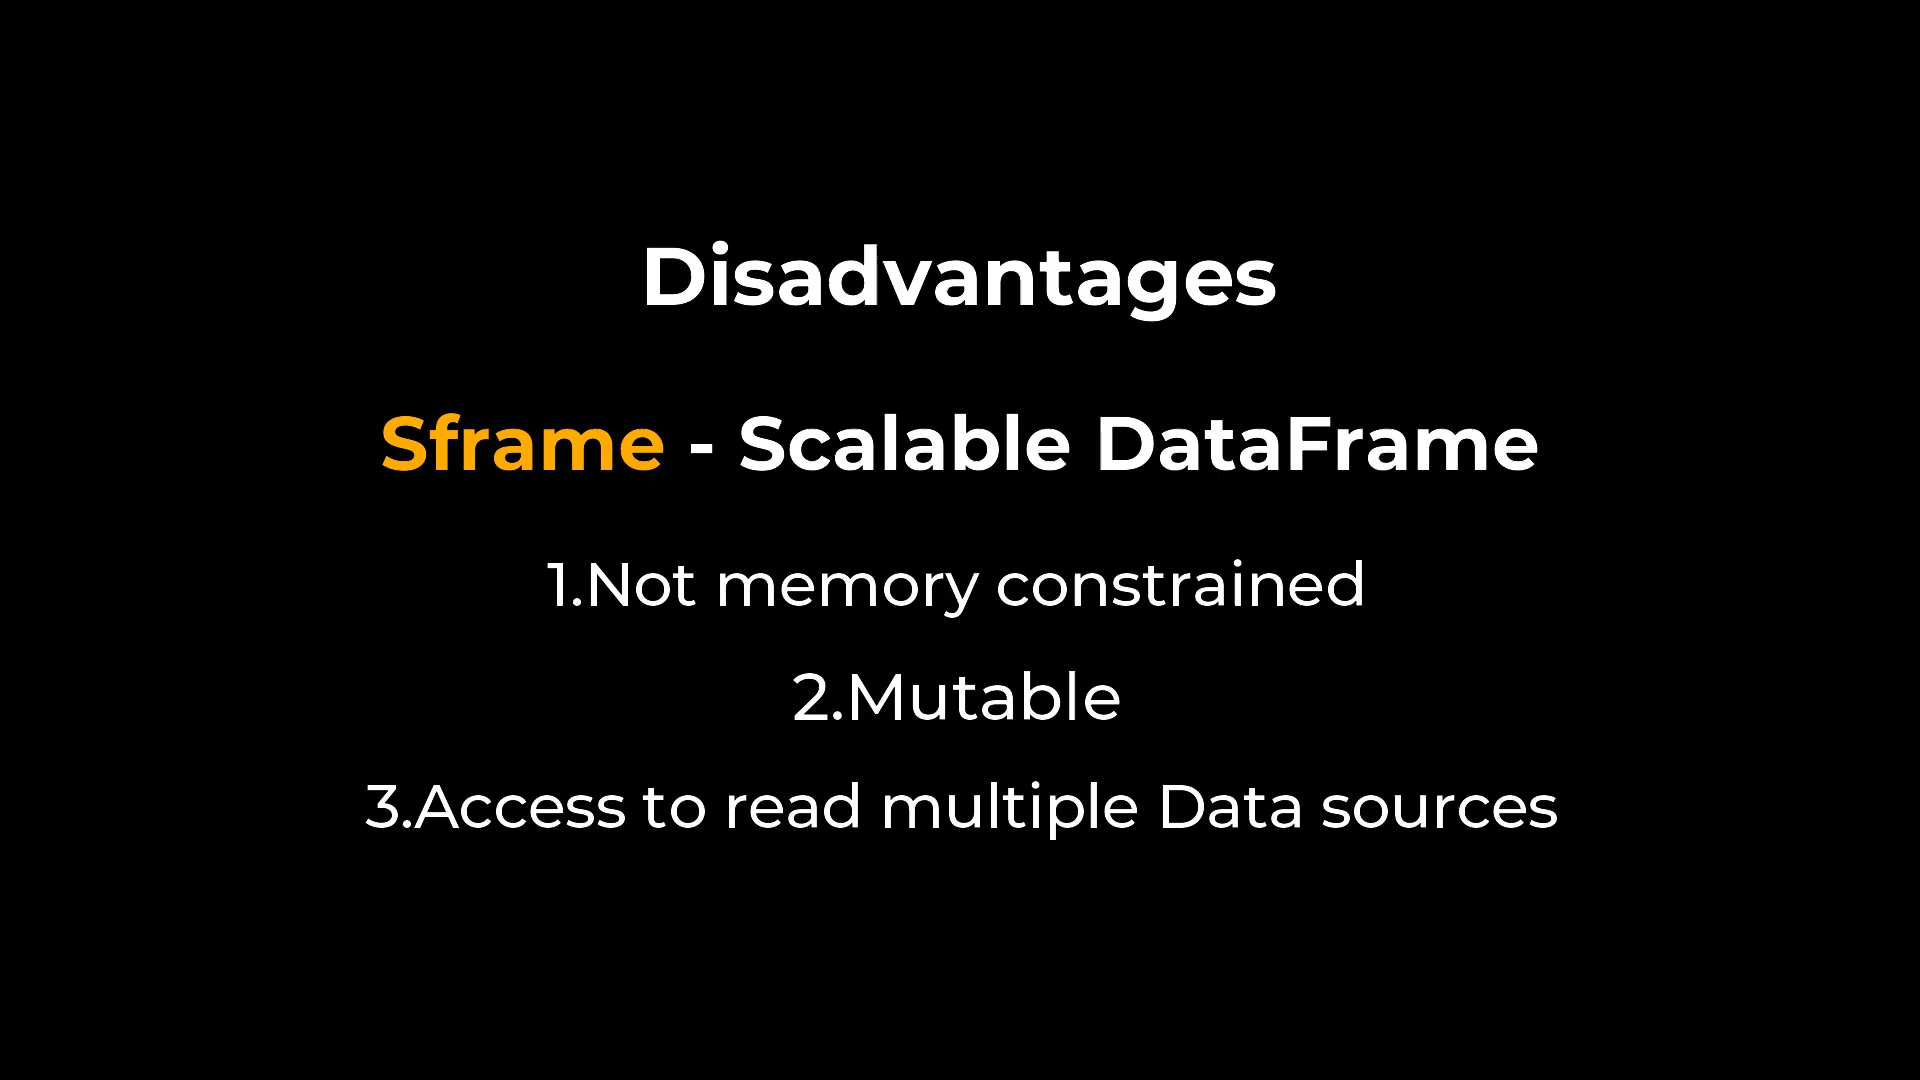 Disadvantages
Sframe - Scalable DataFrame
1.Not memory constrained
2.Mutable
3.Access to read multiple Data sources